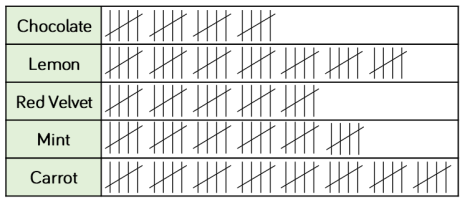 Chocolate
Lemon
Red Velvet
Mint
Carrot